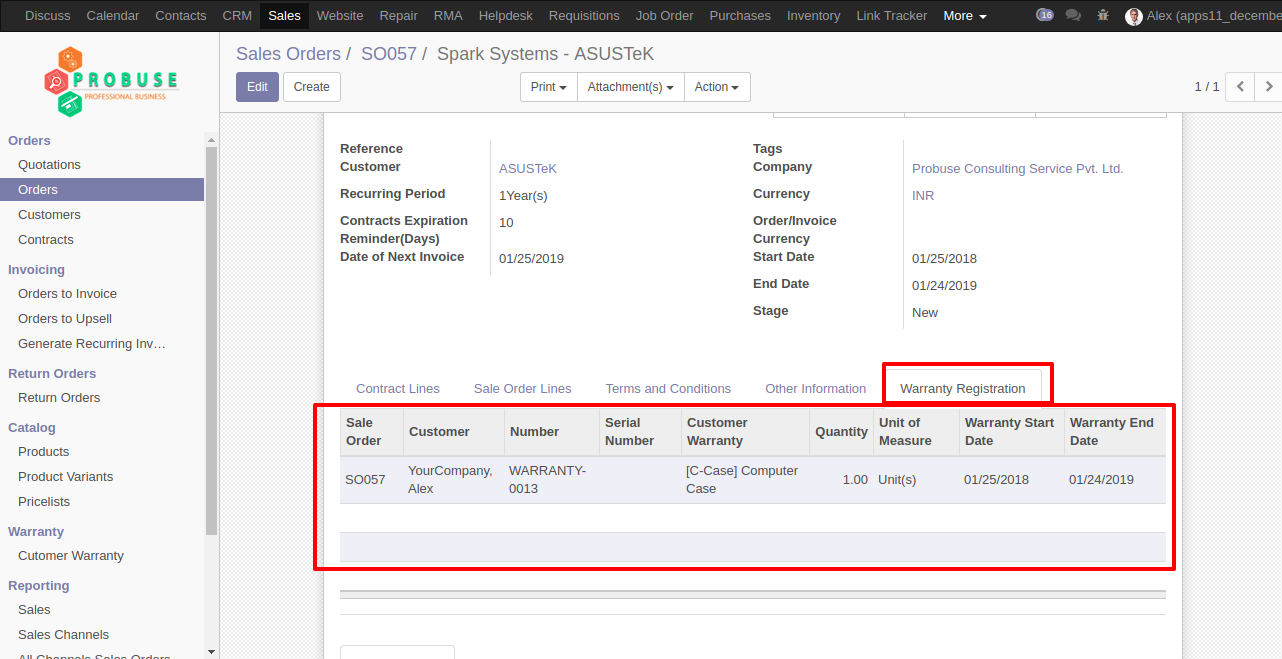 Discuss Calendar Contacts CRM Sales Website Repair RMA Helpdesk Requisitions Job Order Purchases Inventory Link Tracker More 16 Alex (apps11_decembe
PROBUSE
PROFESSIONAL BUSINESS
Sales Orders / SO057 / Spark Systems - ASUSTeK
Edit Create Print Attachment(s) Action 1 / 1
Orders
Quotations
Orders
Customers
Contracts
Invoicing
Orders to Invoice
Orders to Upsell
Generate Recurring Inv…
Return Orders
Return Orders
Catalog
Products
Product Variants
Pricelists
Warranty
Cutomer Warranty
Reporting
Sales
Sales Channels
All Channels Sales Orders
Reference
Customer ASUSTeK
Recurring Period 1Year(s)
Contracts Expiration 10
Reminder(Days)
Date of Next Invoice 01/25/2019
Tags
Company Probuse Consulting Service Pvt. Ltd.
Currency INR
Order/Invoice
Currency
Start Date 01/25/2018
End Date 01/24/2019
Stage New
Contract Lines Sale Order Lines Terms and Conditions Other Information Warranty Registration
Sale Order Customer Number Serial Number Customer Warranty Quantity Unit of Measure Warranty Start Date Warranty End Date
SO057 YourCompany, Alex WARRANTY-0013 [C-Case] Computer Case 1.00 Unit(s) 01/25/2018 01/24/2019